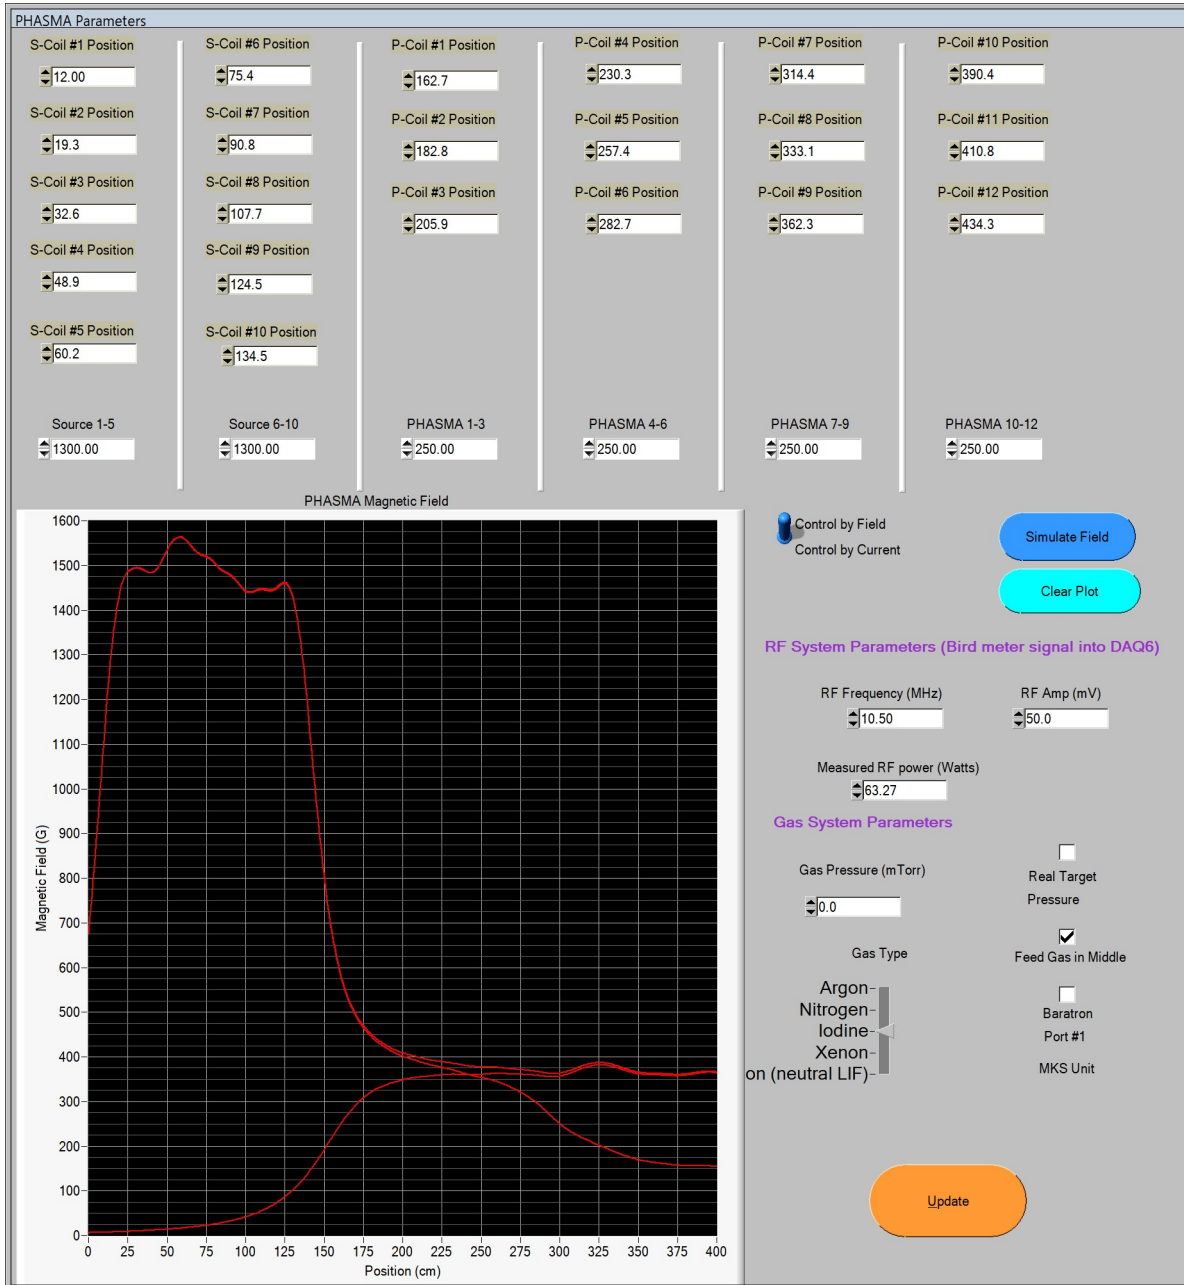 PHASMA Parameters
S-Coil #1 Position
12.00
S-Coil #2 Position
19.3
S-Coil #3 Position
32.6
S-Coil #4 Position
48.9
S-Coil #5 Position
60.2
Source 1-5
1300.00
S-Coil #6 Position
75.4
S-Coil #7 Position
90.8
S-Coil #8 Position
107.7
S-Coil #9 Position
124.5
S-Coil #10 Position
134.5
Source 6-10
1300.00
P-Coil #1 Position
162.7
P-Coil #2 Position
182.8
P-Coil #3 Position
205.9
PHASMA 1-3
250.00
P-Coil #4 Position
230.3
P-Coil #5 Position
257.4
P-Coil #6 Position
282.7
PHASMA 4-6
250.00
P-Coil #7 Position
314.4
P-Coil #8 Position
333.1
P-Coil #9 Position
362.3
PHASMA 7-9
250.00
P-Coil #10 Position
390.4
P-Coil #11 Position
410.8
P-Coil #12 Position
434.3
PHASMA 10-12
250.00
PHASMA Magnetic Field
Magnetic Field (G)
1600
1500
1400
1300
1200
1100
1000
900
800
700
600
500
400
300
200
100
0
0 25 50 75 100 125 150 175 200 225 250 275 300 325 350 375 400
Position (cm)
Control by Field
Control by Current
Simulate Field
Clear Plot
RF System Parameters (Bird meter signal into DAQ6)
RF Frequency (MHz)
10.50
RF Amp (mV)
50.0
Measured RF power (Watts)
63.27
Gas System Parameters
Gas Pressure (mTorr)
0.0
Real Target
Pressure
Feed Gas in Middle
Baratron
Port #1
MKS Unit
Gas Type
Argon
Nitrogen
Iodine
Xenon
on (neutral LIF)
Update